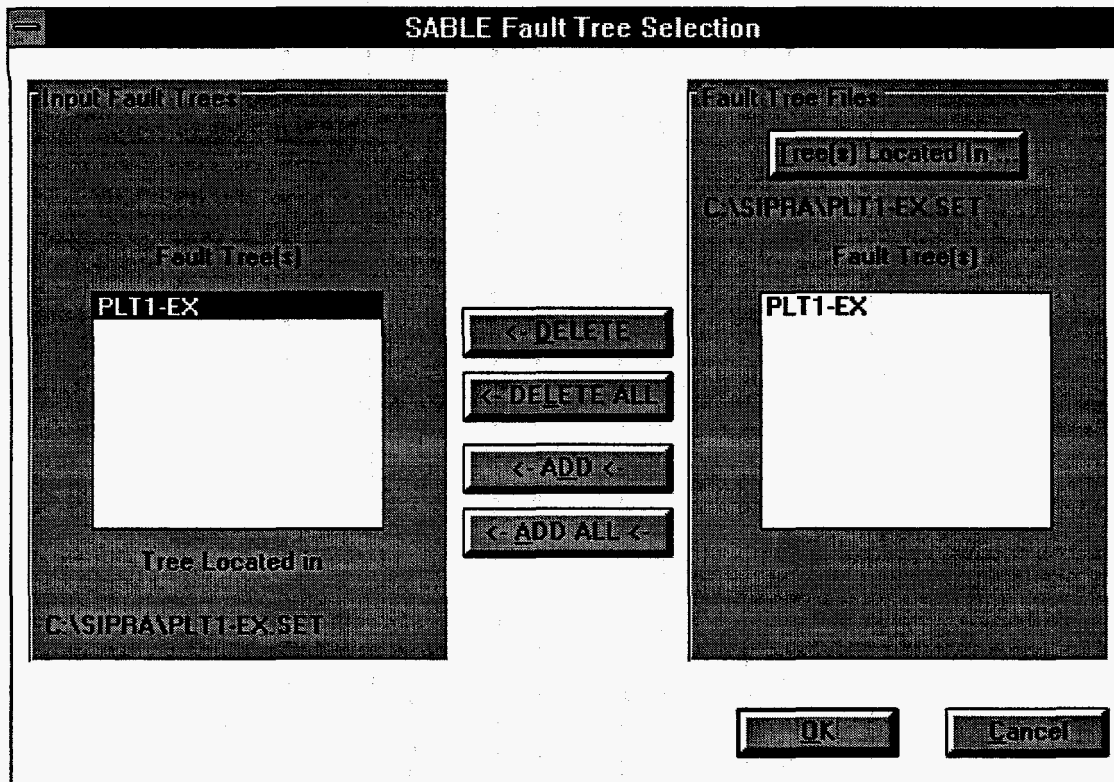 SABLE Fault Tree Selection
Input Fault Trees
Fault Tree(s)
PLT1-EX
Tree Located in
C:\SIPRA\PLT1-EX.SET
<- DELETE
<- DELETE ALL
<- ADD <-
<- ADD ALL <-
Fault Tree Files
Tree(s) Located In ...
C:\SIPRA\PLT1-EX.SET
Fault Tree(s)
PLT1-EX
OK
Cancel